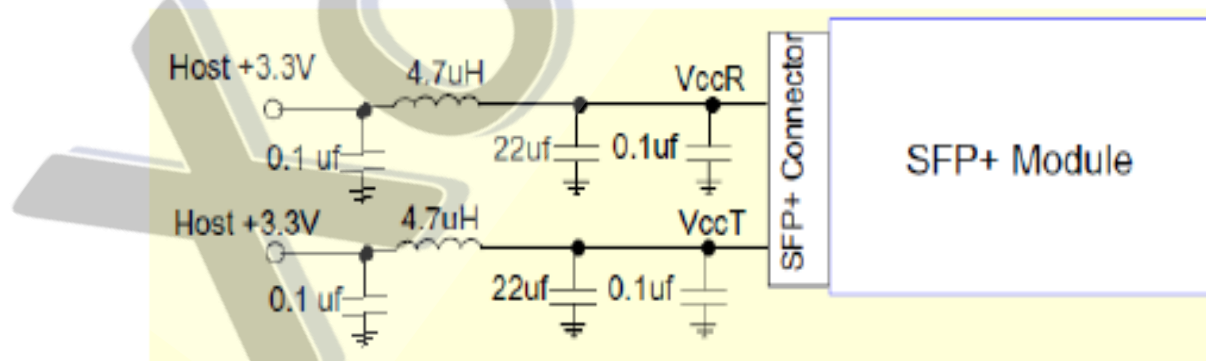 Host +3.3V
4.7uH
VccR
0.1 uf
22uf
0.1uf
SFP+ Connector
SFP+ Module
Host +3.3V
4.7uH
VccT
0.1 uf
22uf
0.1uf